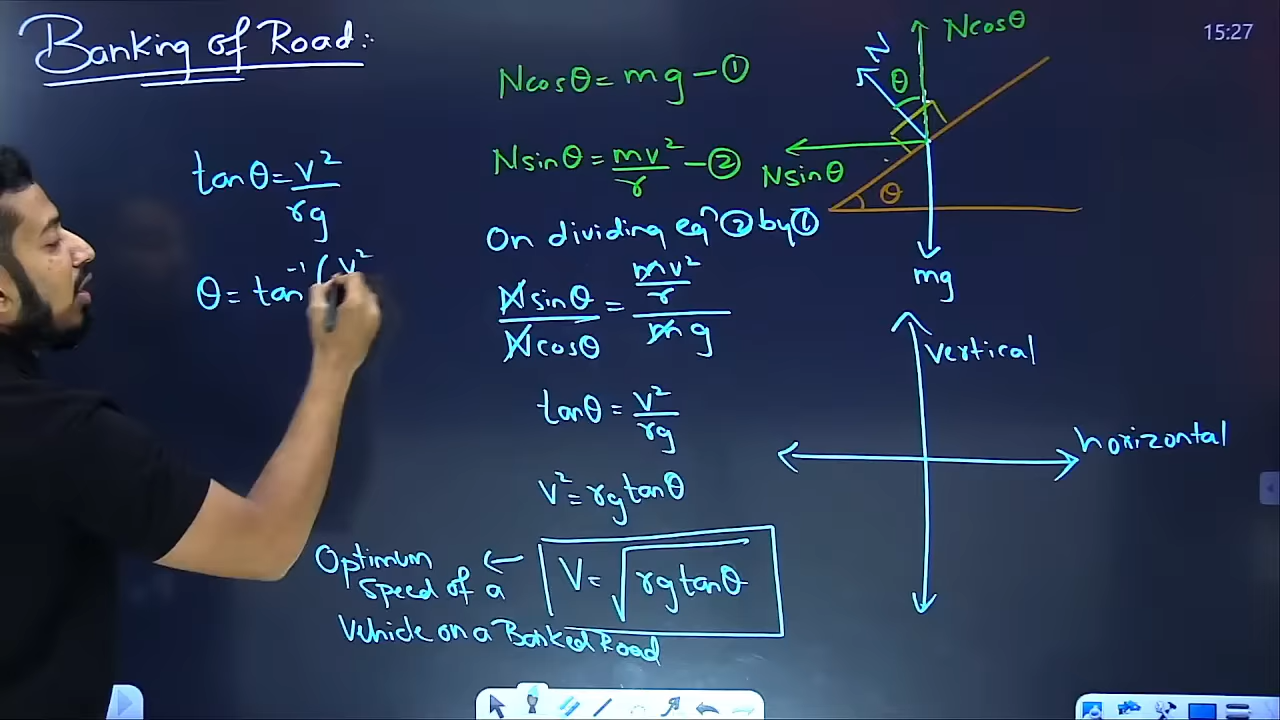 Banking of Road:
15:27
tanθ = v²/rg
θ = tan⁻¹(v²
Ncosθ = mg – ①
Nsinθ = mv²/r – ②
On dividing eqⁿ ② by ①
Nsinθ/Ncosθ = (mv²/r)/mg
tanθ = v²/rg
v² = rg tanθ
V = √(rg tanθ)
Optimum
Speed of a
Vehicle on a Banked Road
N
θ
Ncosθ
Nsinθ
θ
mg
vertical
horizontal